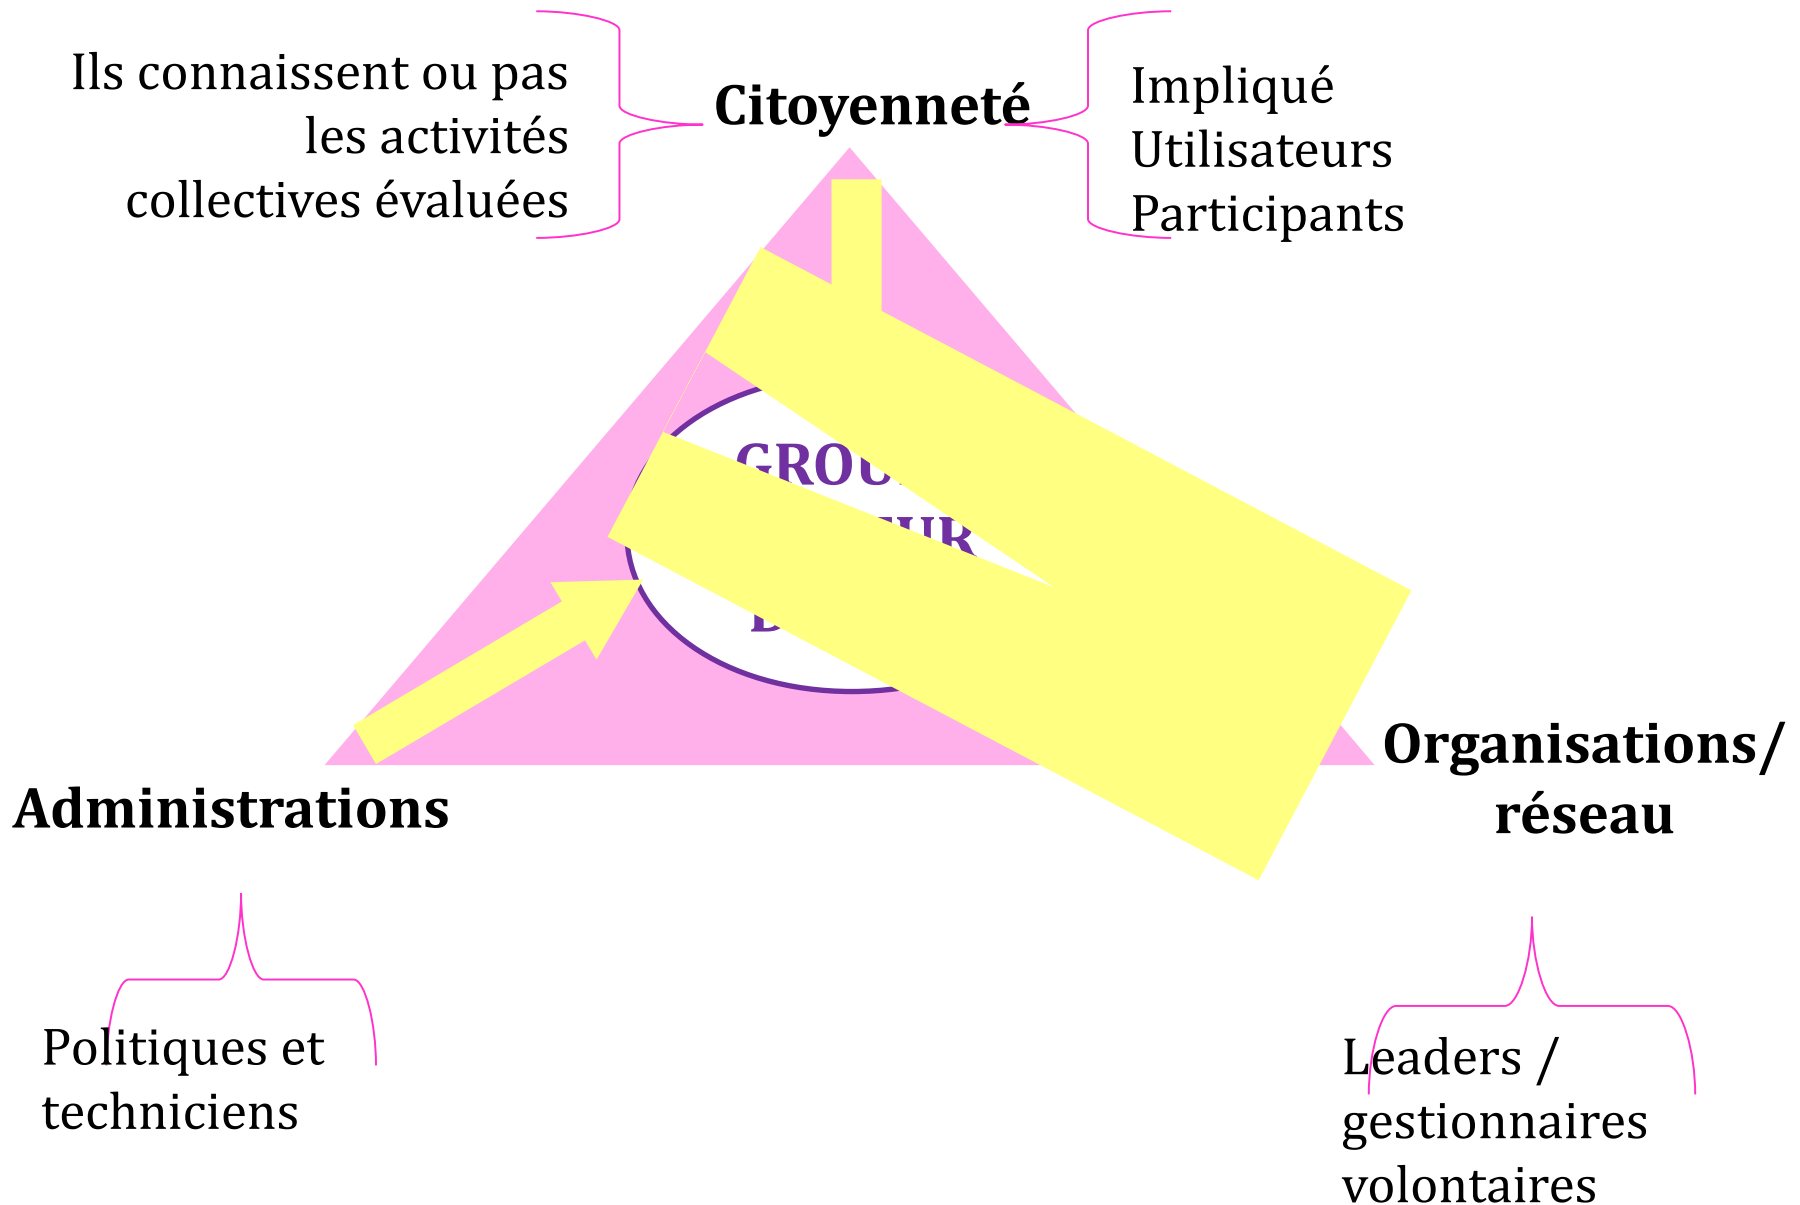 Ils connaissent ou pas
les activités
collectives évaluées
Citoyenneté
Impliqué
Utilisateurs
Participants
Administrations
Organisations/
réseau
Politiques et
techniciens
Leaders /
gestionnaires
volontaires